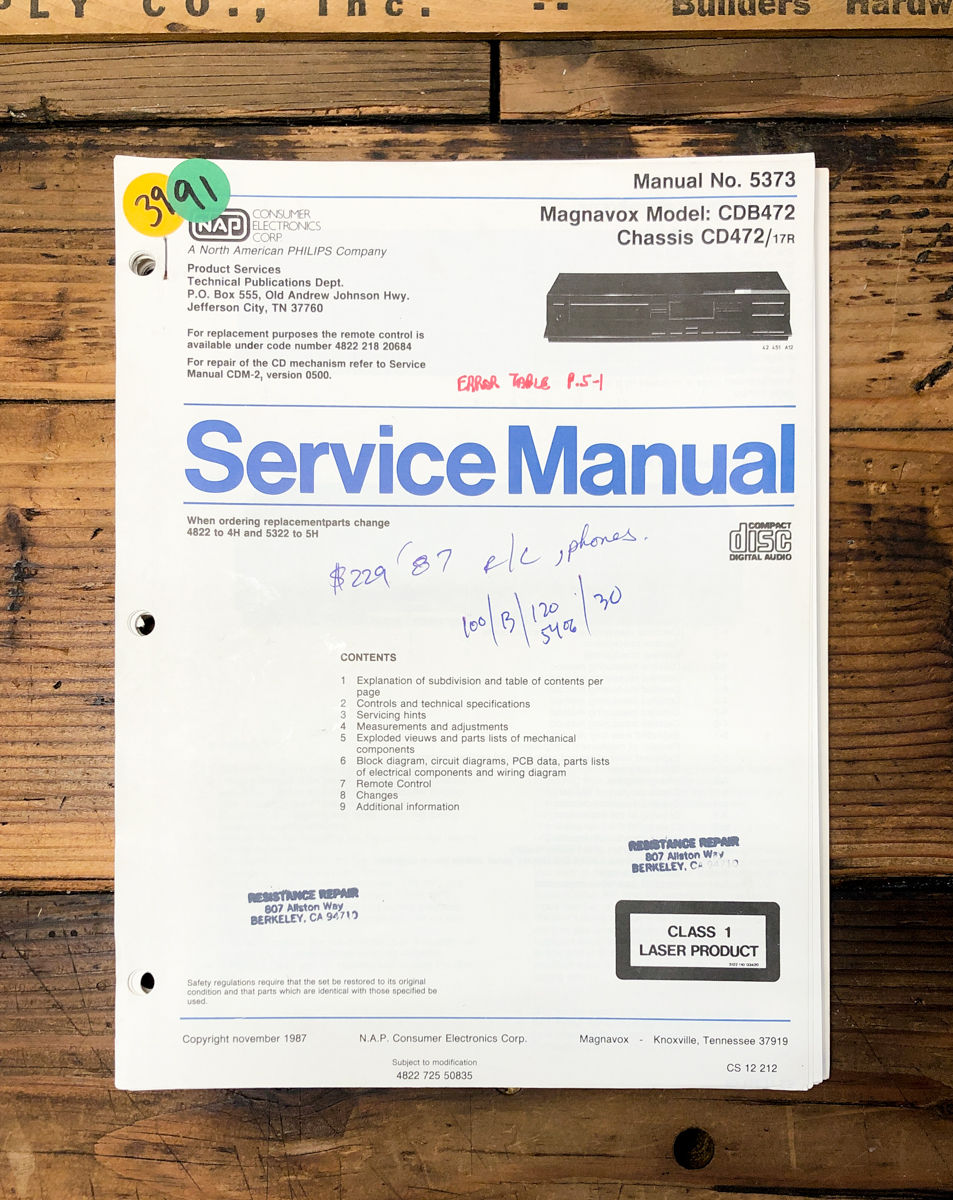 PLY CO., Inc. -- Builders Hardw
39 91
Manual No. 5373
NAP CONSUMER
ELECTRONICS
CORP
A North American PHILIPS Company
Magnavox Model: CDB472
Chassis CD472/17R
Product Services
Technical Publications Dept.
P.O. Box 555, Old Andrew Johnson Hwy.
Jefferson City, TN 37760
For replacement purposes the remote control is
available under code number 4822 218 20684
For repair of the CD mechanism refer to Service
Manual CDM-2, version 0500.
42 451 A12
ERROR TABLE P.5-1
Service Manual
When ordering replacementparts change
4822 to 4H and 5322 to 5H
COMPACT
disc
DIGITAL AUDIO
$229 '87 R/C, phones.
100/B/120/30
5406
CONTENTS
1 Explanation of subdivision and table of contents per
page
2 Controls and technical specifications
3 Servicing hints
4 Measurements and adjustments
5 Exploded vieuws and parts lists of mechanical
components
6 Block diagram, circuit diagrams, PCB data, parts lists
of electrical components and wiring diagram
7 Remote Control
8 Changes
9 Additional information
RESISTANCE REPAIR
807 Allston Way
BERKELEY, CA 94710
RESISTANCE REPAIR
807 Allston Way
BERKELEY, CA 94710
CLASS 1
LASER PRODUCT
Safety regulations require that the set be restored to its original
condition and that parts which are identical with those specified be
used.
Copyright november 1987 N.A.P. Consumer Electronics Corp. Magnavox - Knoxville, Tennessee 37919
Subject to modification
4822 725 50835
CS 12 212